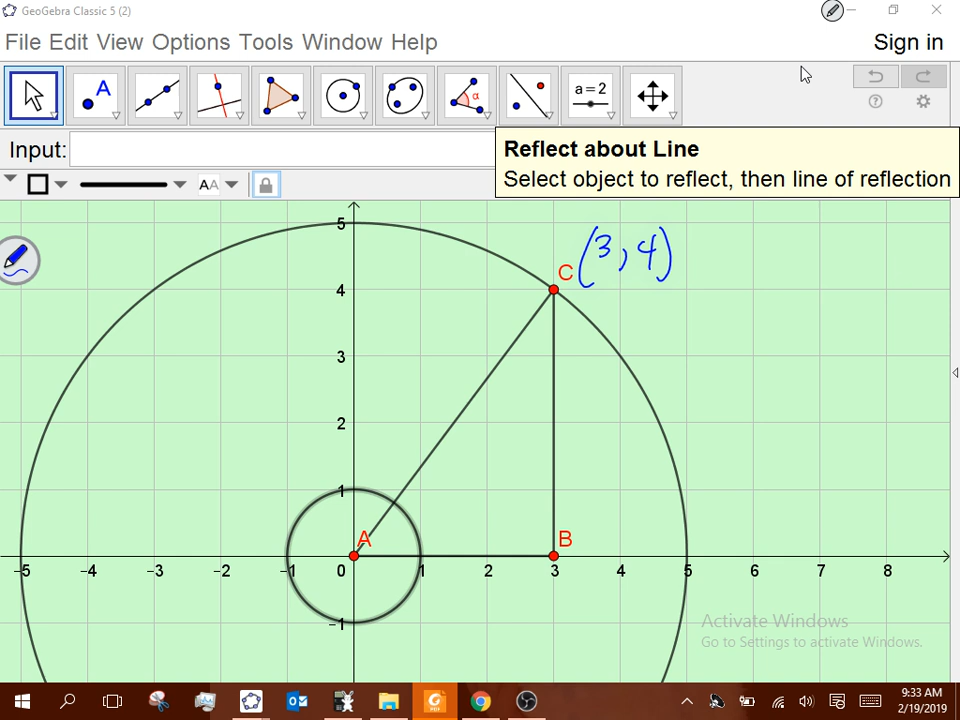 GeoGebra Classic 5 (2)
File Edit View Options Tools Window Help
Sign in
A
α
a = 2
Input:
Reflect about Line
Select object to reflect, then line of reflection
AA
5
C (3, 4)
4
3
2
1
A
B
-5 -4 -3 -2 -1 0 1 2 3 4 5 6 7 8
-1
Activate Windows
Go to Settings to activate Windows.
9:33 AM
2/19/2019